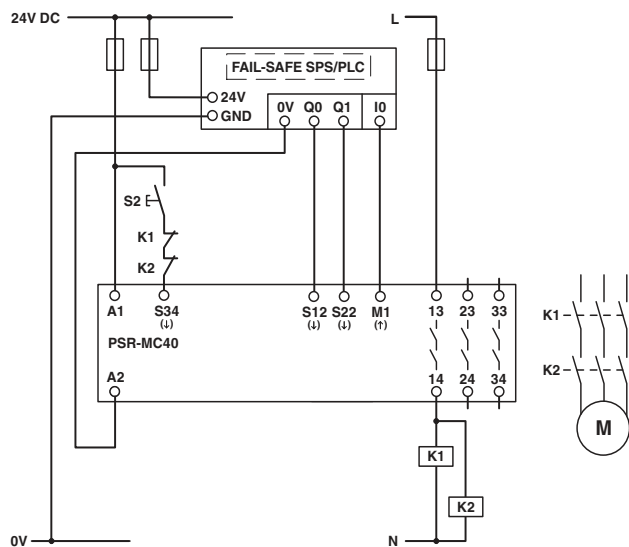 24V DC
L
FAIL-SAFE SPS/PLC
24V
GND
0V Q0 Q1 I0
S2
K1
K2
A1 S34 S12 S22 M1 13 23 33
(↓) (↓) (↓) (↑)
PSR-MC40
A2 14 24 34
K1
K2
M
K1
K2
0V
N